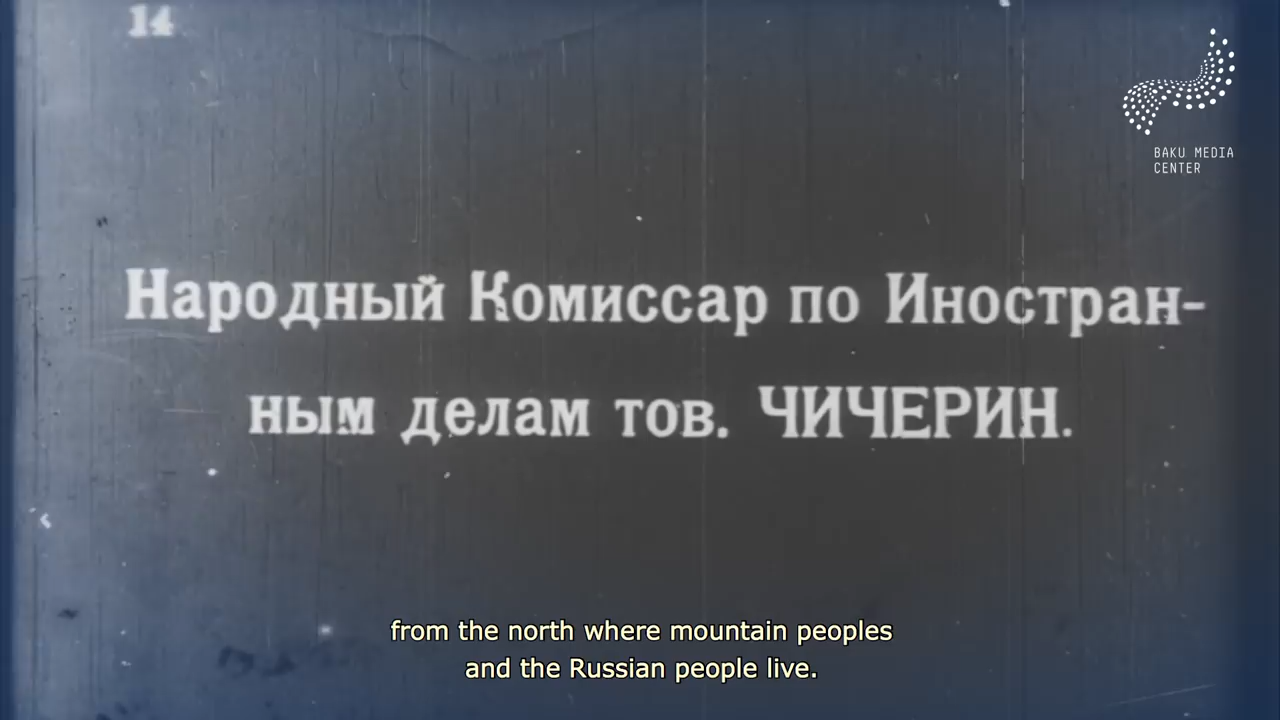 14
BAKU MEDIA
CENTER
Народный Комиссар по Иностран-
ным делам тов. ЧИЧЕРИН.
from the north where mountain peoples
and the Russian people live.